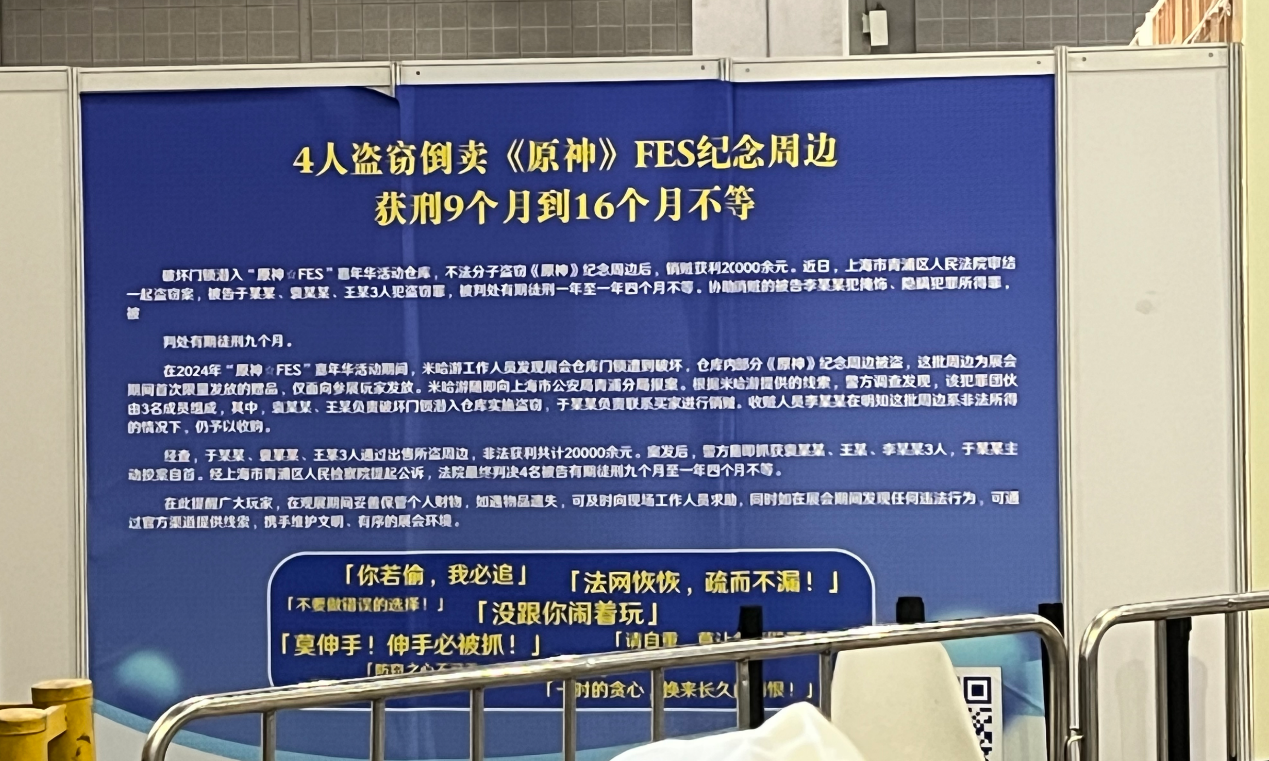 4人盗窃倒卖《原神》FES纪念周边
获刑9个月到16个月不等
破坏门锁潜入“原神☆FES”嘉年华活动仓库，不法分子盗窃《原神》纪念周边后，销赃获利20000余元。近日，上海市青浦区人民法院审结
一起盗窃案，被告于某某、袁某某、王某3人犯盗窃罪，被判处有期徒刑一年至一年四个月不等。协助销赃的被告李某某犯掩饰、隐瞒犯罪所得罪，
被
判处有期徒刑九个月。
在2024年“原神☆FES”嘉年华活动期间，米哈游工作人员发现展会仓库门锁遭到破坏，仓库内部分《原神》纪念周边被盗，这批周边为展会
期间首次限量发放的赠品，仅面向参展玩家发放。米哈游随即向上海市公安局青浦分局报案。根据米哈游提供的线索，警方调查发现，该犯罪团伙
由3名成员组成，其中，袁某某、王某负责破坏门锁潜入仓库实施盗窃，于某某负责联系买家进行销赃。收赃人员李某某在明知这批周边系非法所得
的情况下，仍予以收购。
经查，于某某、袁某某、王某3人通过出售所盗周边，非法获利共计20000余元。案发后，警方随即抓获袁某某、王某、李某某3人，于某某主
动投案自首。经上海市青浦区人民检察院提起公诉，法院最终判决4名被告有期徒刑九个月至一年四个月不等。
在此提醒广大玩家，在观展期间妥善保管个人财物，如遇物品遗失，可及时向现场工作人员求助，同时如在展会期间发现任何违法行为，可通
过官方渠道提供线索，携手维护文明、有序的展会环境。
「你若偷，我必追」
「法网恢恢，疏而不漏！」
「不要做错误的选择！」
「没跟你闹着玩」
「莫伸手！伸手必被抓！」
「请自重，莫让
「防窃之心不
「一时的贪心，换来长久 悔恨！」